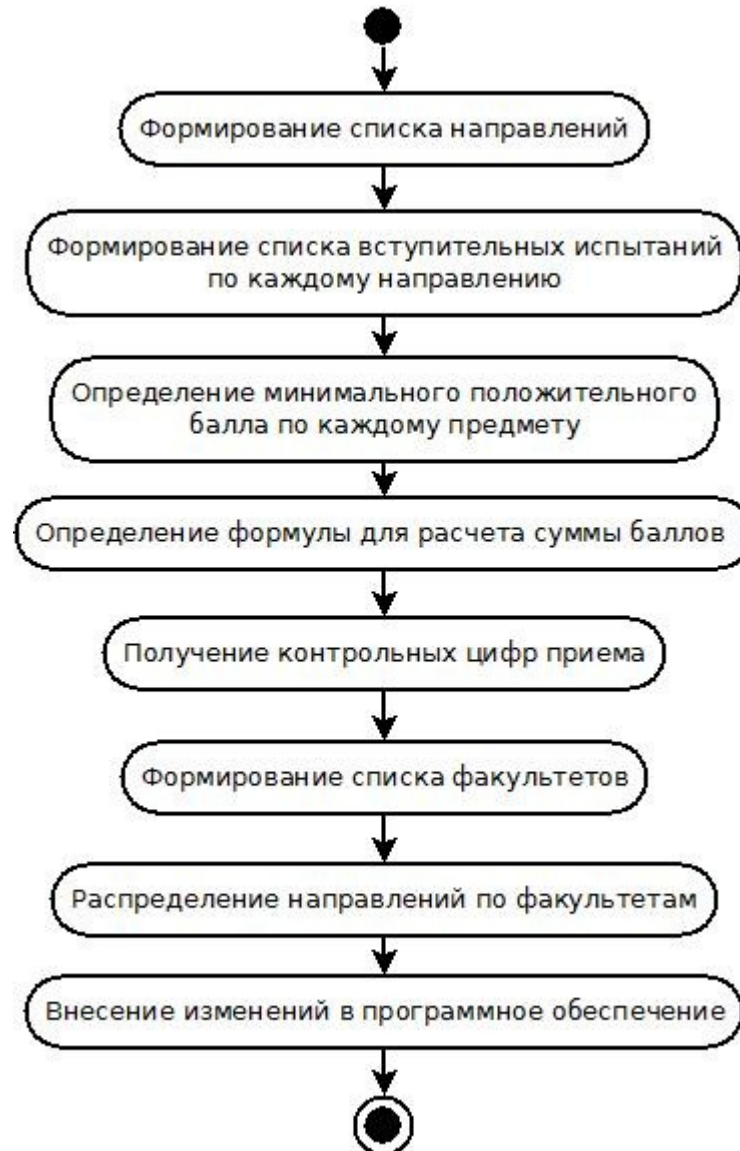 Формирование списка направлений
Формирование списка вступительных испытаний
по каждому направлению
Определение минимального положительного
балла по каждому предмету
Определение формулы для расчета суммы баллов
Получение контрольных цифр приема
Формирование списка факультетов
Распределение направлений по факультетам
Внесение изменений в программное обеспечение